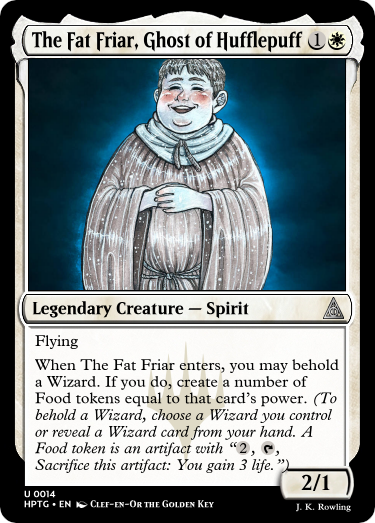 The Fat Friar, Ghost of Hufflepuff 1
Legendary Creature — Spirit
Flying
When The Fat Friar enters, you may behold
a Wizard. If you do, create a number of
Food tokens equal to that card's power. (To
behold a Wizard, choose a Wizard you control
or reveal a Wizard card from your hand. A
Food token is an artifact with “2, ,
Sacrifice this artifact: You gain 3 life.”)
2/1
U 0014
HPTG • EN Clef-en-Or the Golden Key
J. K. Rowling